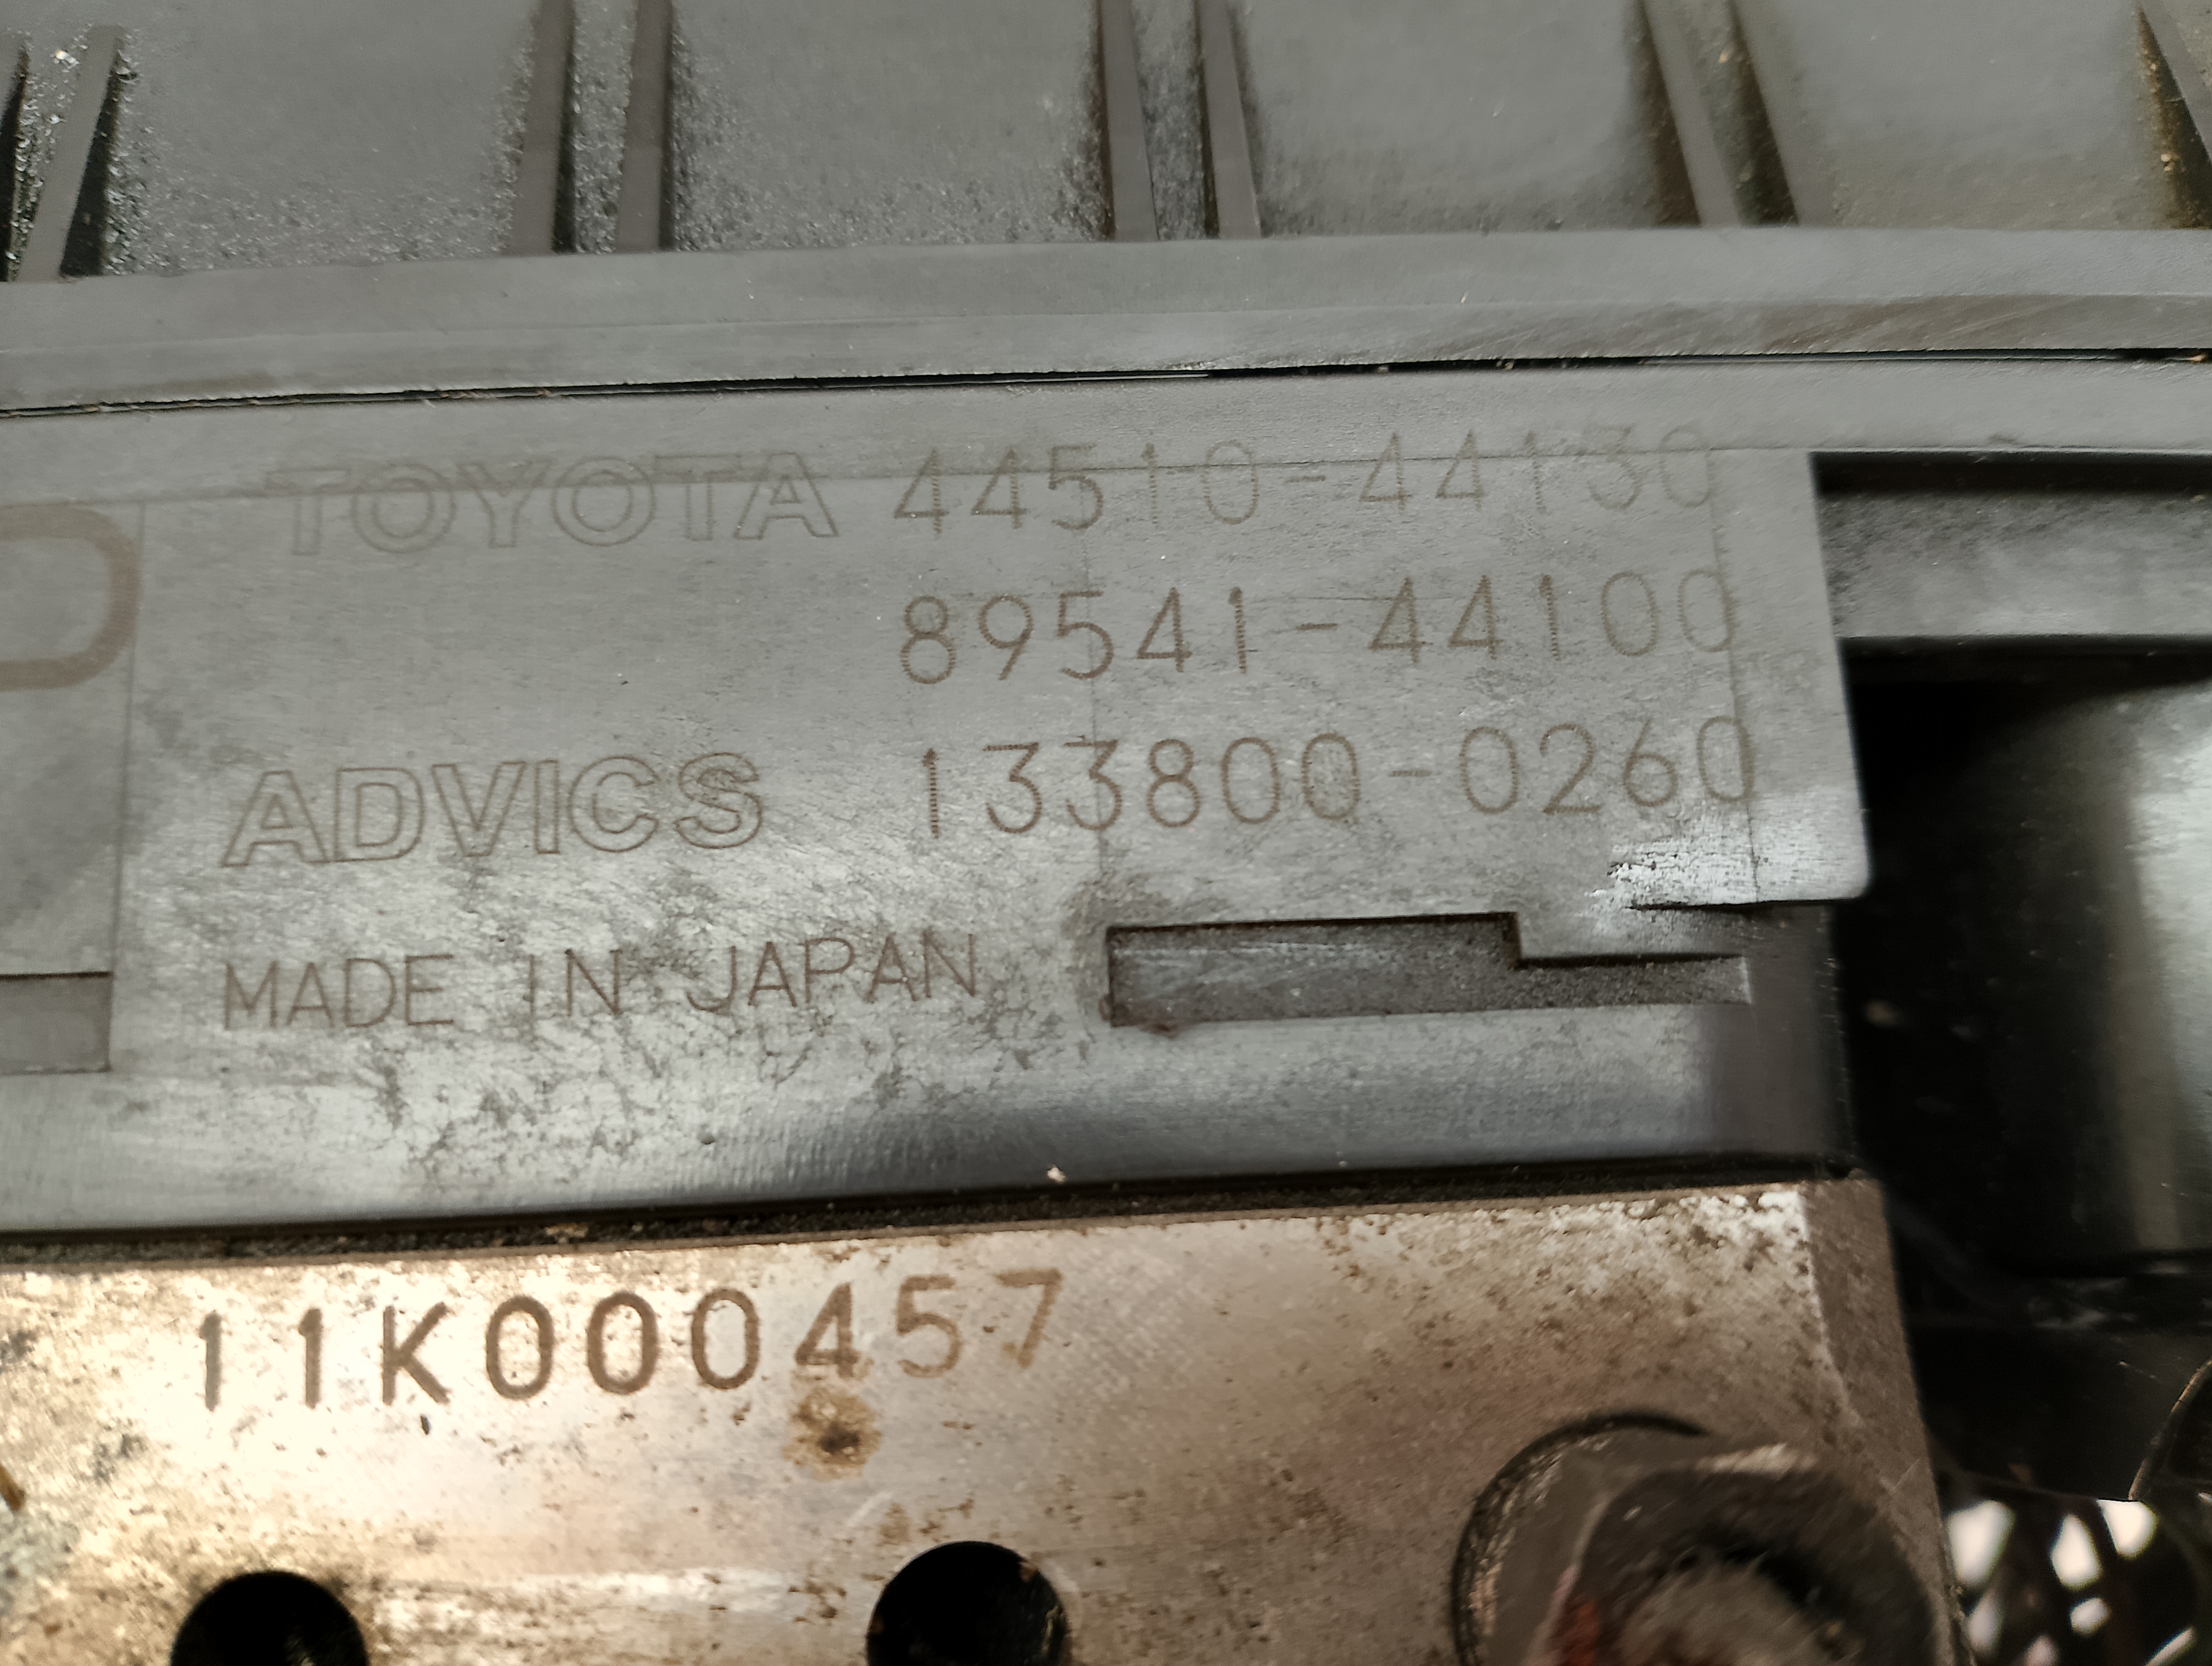 TOYOTA 44510-44130
89541-44100
ADVICS 133800-0260
MADE IN JAPAN
11K000457